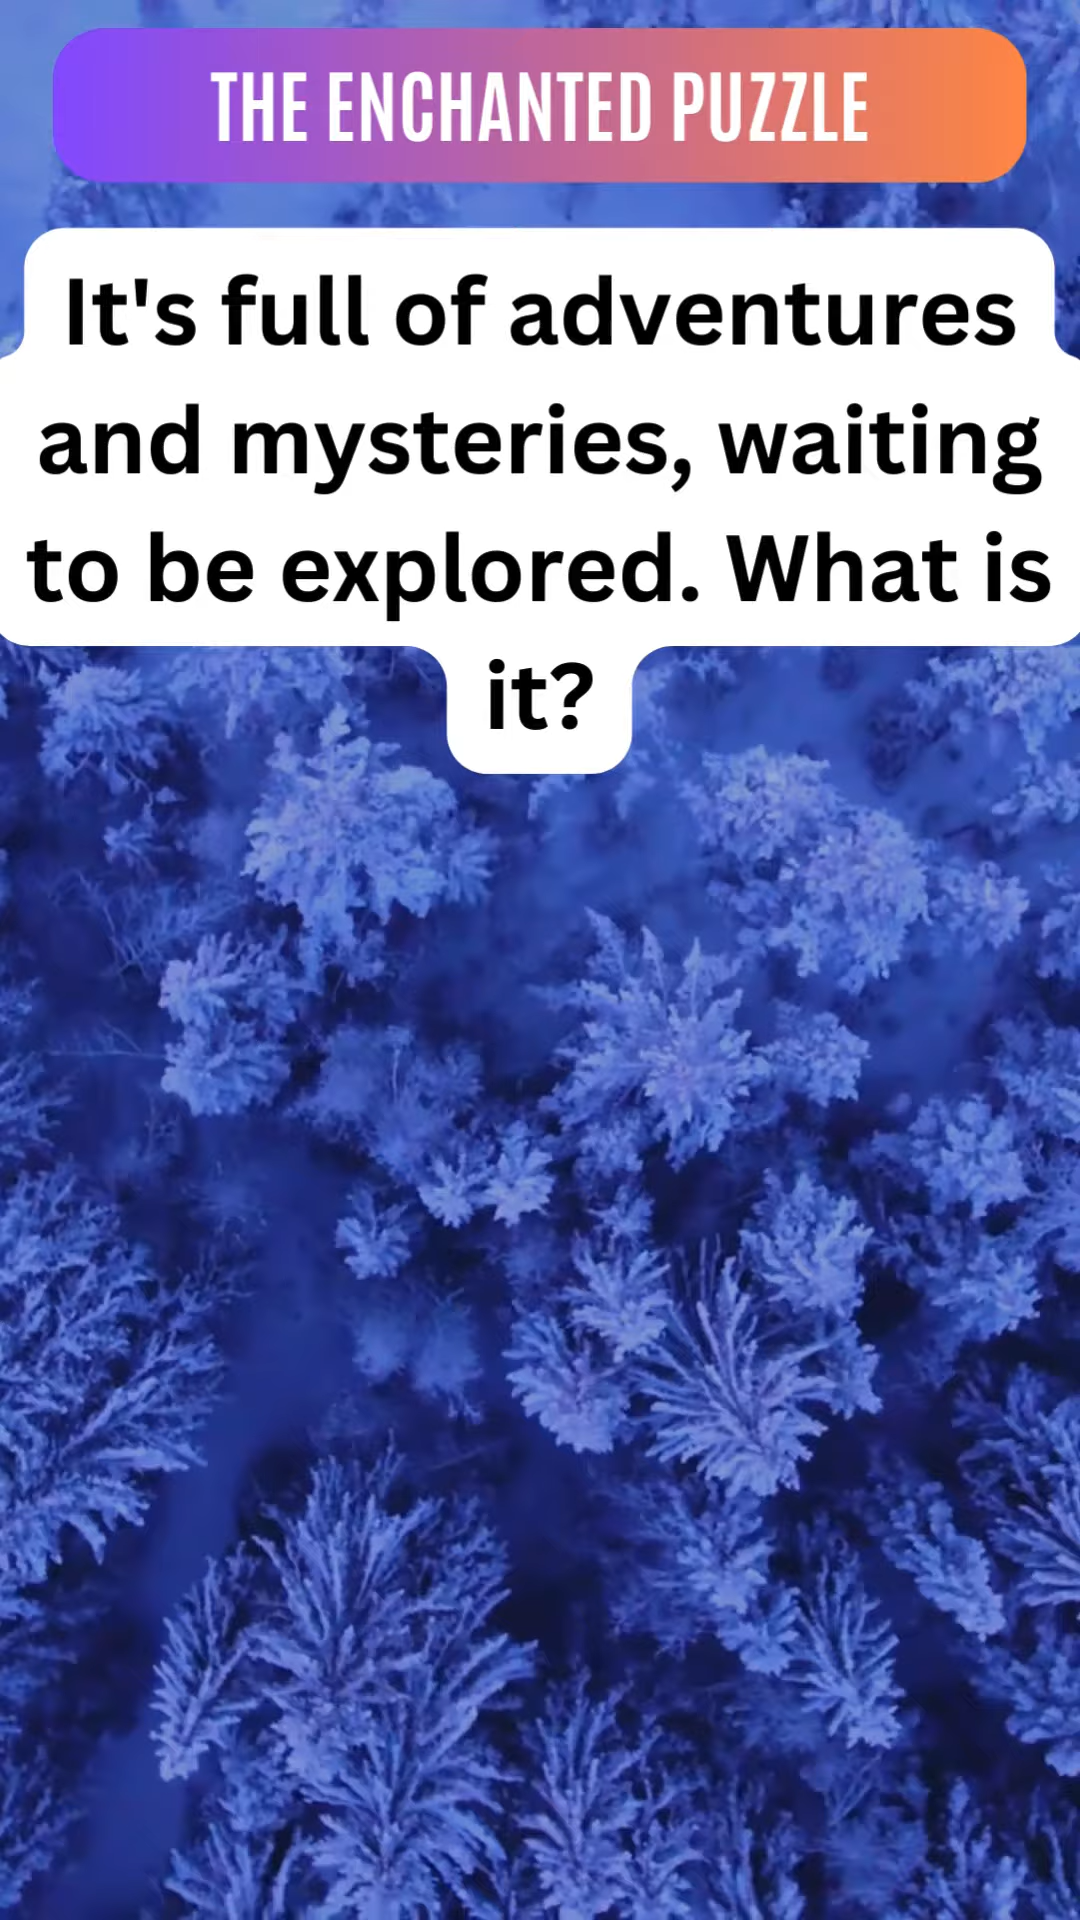 THE ENCHANTED PUZZLE
It's full of adventures
and mysteries, waiting
to be explored. What is
it?